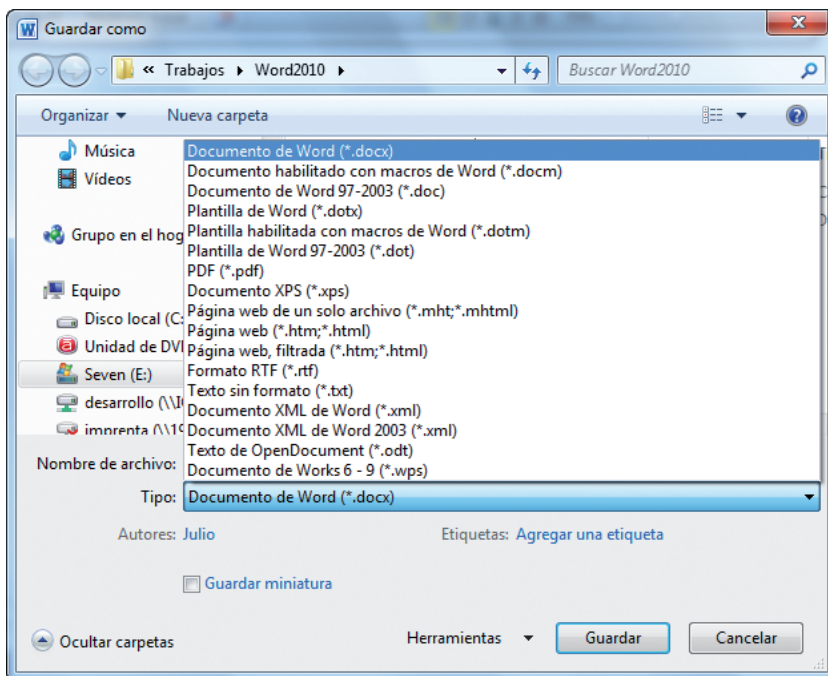 Guardar como
« Trabajos Word2010
Buscar Word2010
Organizar
Nueva carpeta
Música
Vídeos
Grupo en el hog
Equipo
Disco local (C:
Unidad de DVI
Seven (E:)
desarrollo (\\I
imprenta (\\19
Documento de Word (*.docx)
Documento habilitado con macros de Word (*.docm)
Documento de Word 97-2003 (*.doc)
Plantilla de Word (*.dotx)
Plantilla habilitada con macros de Word (*.dotm)
Plantilla de Word 97-2003 (*.dot)
PDF (*.pdf)
Documento XPS (*.xps)
Página web de un solo archivo (*.mht;*.mhtml)
Página web (*.htm;*.html)
Página web, filtrada (*.htm;*.html)
Formato RTF (*.rtf)
Texto sin formato (*.txt)
Documento XML de Word (*.xml)
Documento XML de Word 2003 (*.xml)
Texto de OpenDocument (*.odt)
Documento de Works 6 - 9 (*.wps)
Nombre de archivo:
Tipo: Documento de Word (*.docx)
Autores: Julio
Etiquetas: Agregar una etiqueta
Guardar miniatura
Ocultar carpetas
Herramientas
Guardar
Cancelar